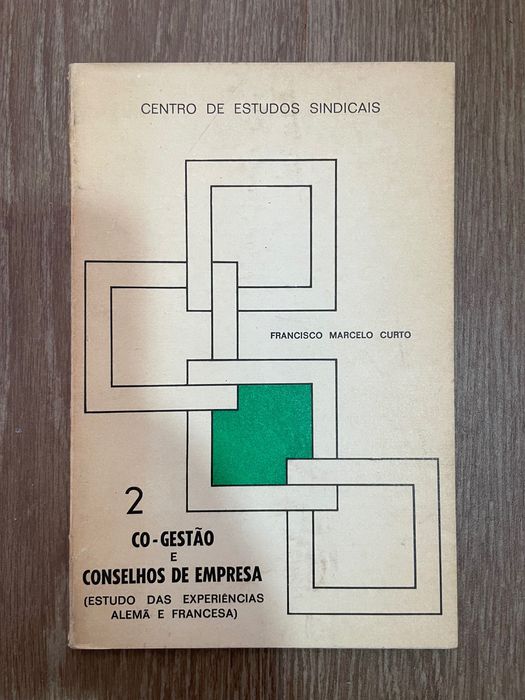 CENTRO DE ESTUDOS SINDICAIS
FRANCISCO MARCELO CURTO
2
CO-GESTÃO
E
CONSELHOS DE EMPRESA
(ESTUDO DAS EXPERIÊNCIAS
ALEMÃ E FRANCESA)